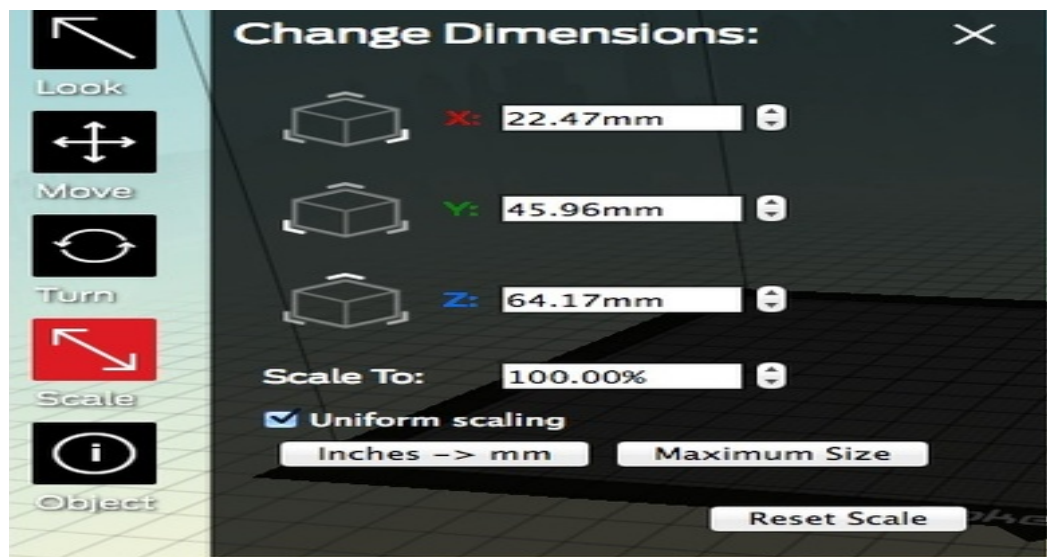 Change Dimensions:
Look
X: 22.47mm
Move
Y: 45.96mm
Turn
Z: 64.17mm
Scale
Scale To: 100.00%
Uniform scaling
Inches -> mm
Maximum Size
Object
Reset Scale